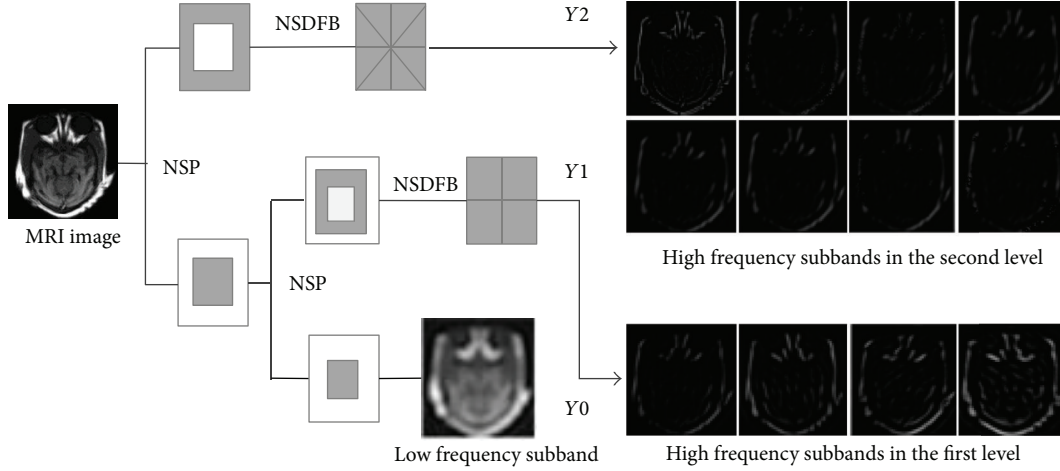 NSDFB
Y2
NSP
MRI image
NSDFB
Y1
High frequency subbands in the second level
NSP
Y0
Low frequency subband
High frequency subbands in the first level